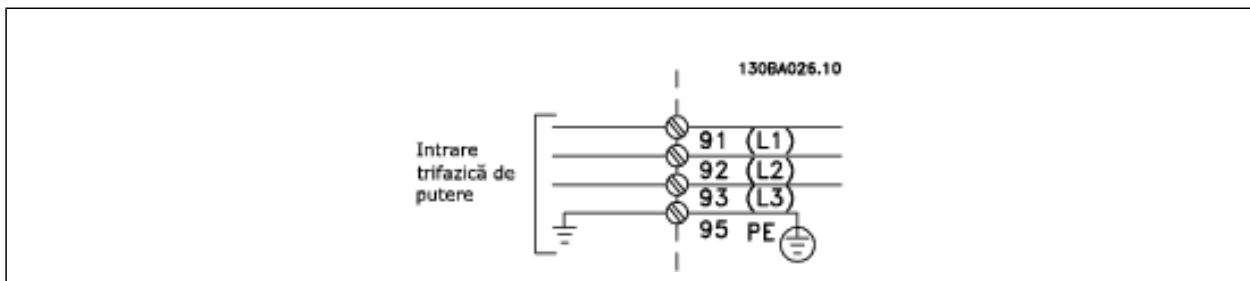 130BA026.10
Intrare
trifazică de
putere
91 (L1)
92 (L2)
93 (L3)
95 PE